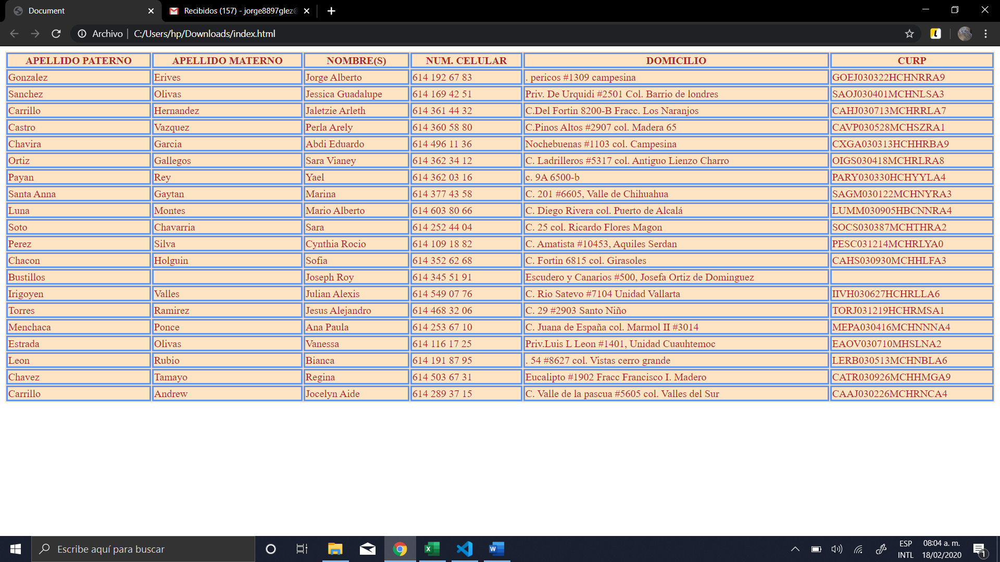 Document
Recibidos (157) - jorge8897glez@
Archivo | C:/Users/hp/Downloads/index.html
APELLIDO PATERNO APELLIDO MATERNO NOMBRE(S) NUM. CELULAR DOMICILIO CURP
Gonzalez Erives Jorge Alberto 614 192 67 83 . pericos #1309 campesina GOEJ030322HCHNRRA9
Sanchez Olivas Jessica Guadalupe 614 169 42 51 Priv. De Urquidi #2501 Col. Barrio de londres SAOJ030401MCHNLSA3
Carrillo Hernandez Jaletzie Arleth 614 361 44 32 C.Del Fortin 8200-B Fracc. Los Naranjos CAHJ030713MCHRRLA7
Castro Vazquez Perla Arely 614 360 58 80 C.Pinos Altos #2907 col. Madera 65 CAVP030528MCHSZRA1
Chavira Garcia Abdi Eduardo 614 496 11 36 Nochebuenas #1103 col. Campesina CXGA030313HCHHRBA9
Ortiz Gallegos Sara Vianey 614 362 34 12 C. Ladrilleros #5317 col. Antiguo Lienzo Charro OIGS030418MCHRLRA8
Payan Rey Yael 614 362 03 16 c. 9A 6500-b PARY030330HCHYYLA4
Santa Anna Gaytan Marina 614 377 43 58 C. 201 #6605, Valle de Chihuahua SAGM030122MCHNYRA3
Luna Montes Mario Alberto 614 603 80 66 C. Diego Rivera col. Puerto de Alcalá LUMM030905HBCNNRA4
Soto Chavarria Sara 614 252 44 04 C. 25 col. Ricardo Flores Magon SOCS030387MCHTHRA2
Perez Silva Cynthia Rocio 614 109 18 82 C. Amatista #10453, Aquiles Serdan PESC031214MCHRLYA0
Chacon Holguin Sofia 614 352 62 68 C. Fortin 6815 col. Girasoles CAHS030930MCHHLFA3
Bustillos Joseph Roy 614 345 51 91 Escudero y Canarios #500, Josefa Ortiz de Dominguez
Irigoyen Valles Julian Alexis 614 549 07 76 C. Rio Satevo #7104 Unidad Vallarta IIVH030627HCHRLLA6
Torres Ramirez Jesus Alejandro 614 468 32 06 C. 29 #2903 Santo Niño TORJ031219HCHRMSA1
Menchaca Ponce Ana Paula 614 253 67 10 C. Juana de España col. Marmol II #3014 MEPA030416MCHNNNA4
Estrada Olivas Vanessa 614 116 17 25 Priv.Luis L Leon #1401, Unidad Cuauhtemoc EAOV030710MHSLNA2
Leon Rubio Bianca 614 191 87 95 . 54 #8627 col. Vistas cerro grande LERB030513MCHNBLA6
Chavez Tamayo Regina 614 503 67 31 Eucalipto #1902 Fracc Francisco I. Madero CATR030926MCHHMGA9
Carrillo Andrew Jocelyn Aide 614 289 37 15 C. Valle de la pascua #5605 col. Valles del Sur CAAJ030226MCHRNCA4
Escribe aquí para buscar
ESP 08:04 a. m.
INTL 18/02/2020
1